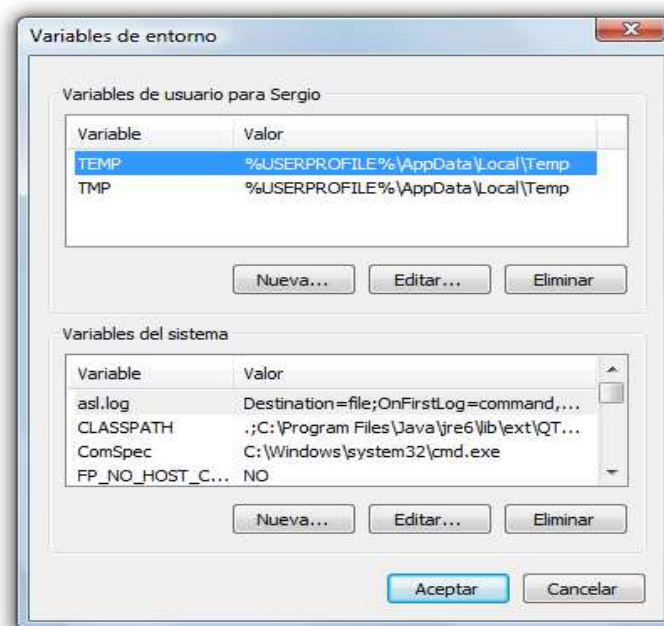 Variables de entorno
Variables de usuario para Sergio
Variable Valor
TEMP %USERPROFILE%\AppData\Local\Temp
TMP %USERPROFILE%\AppData\Local\Temp
Nueva... Editar... Eliminar
Variables del sistema
Variable Valor
asl.log Destination=file;OnFirstLog=command,...
CLASSPATH .;C:\Program Files\Java\jre6\lib\ext\QT...
ComSpec C:\Windows\system32\cmd.exe
FP_NO_HOST_C... NO
Nueva... Editar... Eliminar
Aceptar Cancelar